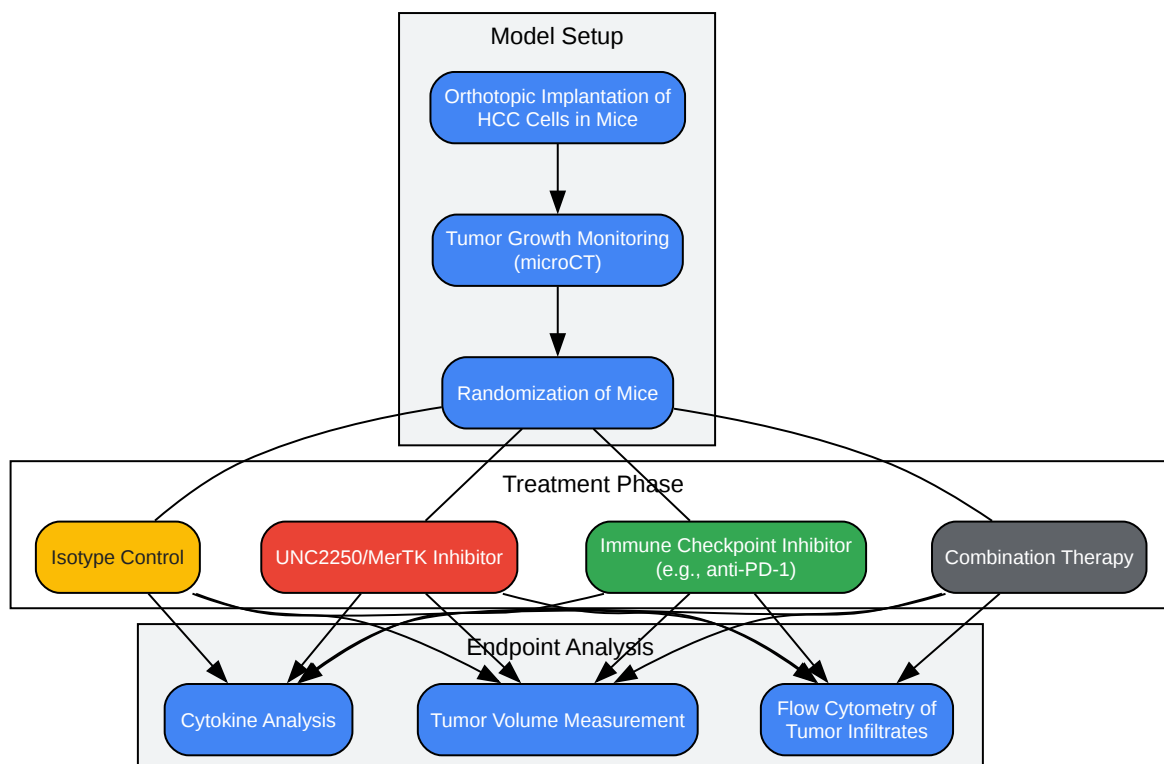 Model Setup
Orthotopic Implantation of
HCC Cells in Mice
Tumor Growth Monitoring
(microCT)
Randomization of Mice
Treatment Phase
Isotype Control
UNC2250/MerTK Inhibitor
Immune Checkpoint Inhibitor
(e.g., anti-PD-1)
Combination Therapy
Endpoint Analysis
Cytokine Analysis
Tumor Volume Measurement
Flow Cytometry of
Tumor Infiltrates